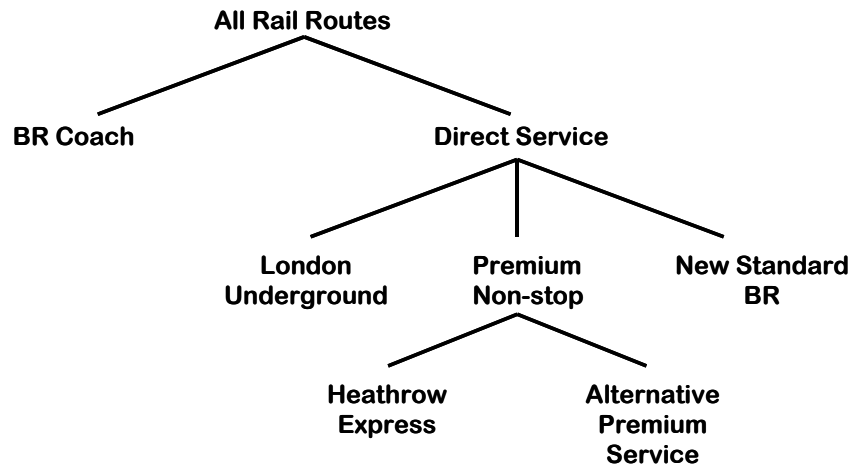 All Rail Routes
BR Coach
Direct Service
London
Underground
Premium
Non-stop
New Standard
BR
Heathrow
Express
Alternative
Premium
Service